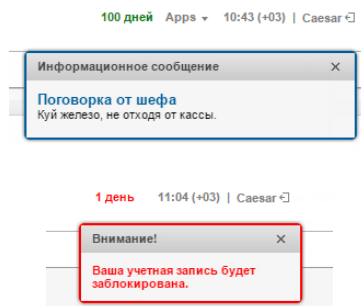 100 дней Apps 10:43 (+03) | Caesar
Информационное сообщение
Поговорка от шефа
Куй железо, не отходя от кассы.
1 день 11:04 (+03) | Caesar
Внимание!
Ваша учетная запись будет
заблокирована.